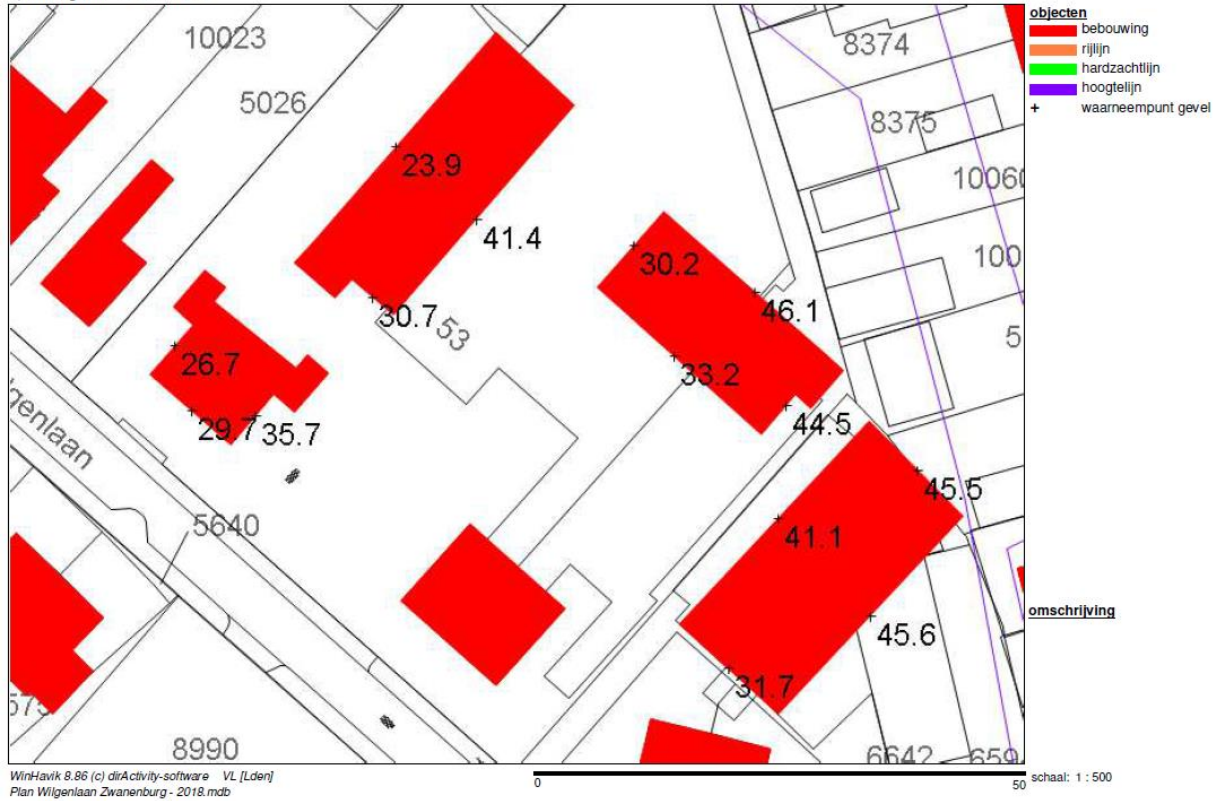 objecten
bebouwing
rijlijn
hardzachtlijn
hoogtelijn
+ waarneempunt gevel
10023
8374
5026
8375
23.9
10060
41.4
30.2
100
46.1
30.7
53
5
26.7
33.2
29.7
35.7
44.5
lgenlaan
45.5
5640
41.1
omschrijving
45.6
31.7
573
8990
6642
659
WinHavik 8.86 (c) dirActivity-software VL [Lden]
0
50
schaal: 1 : 500
Plan Wilgenlaan Zwanenburg - 2018.mdb